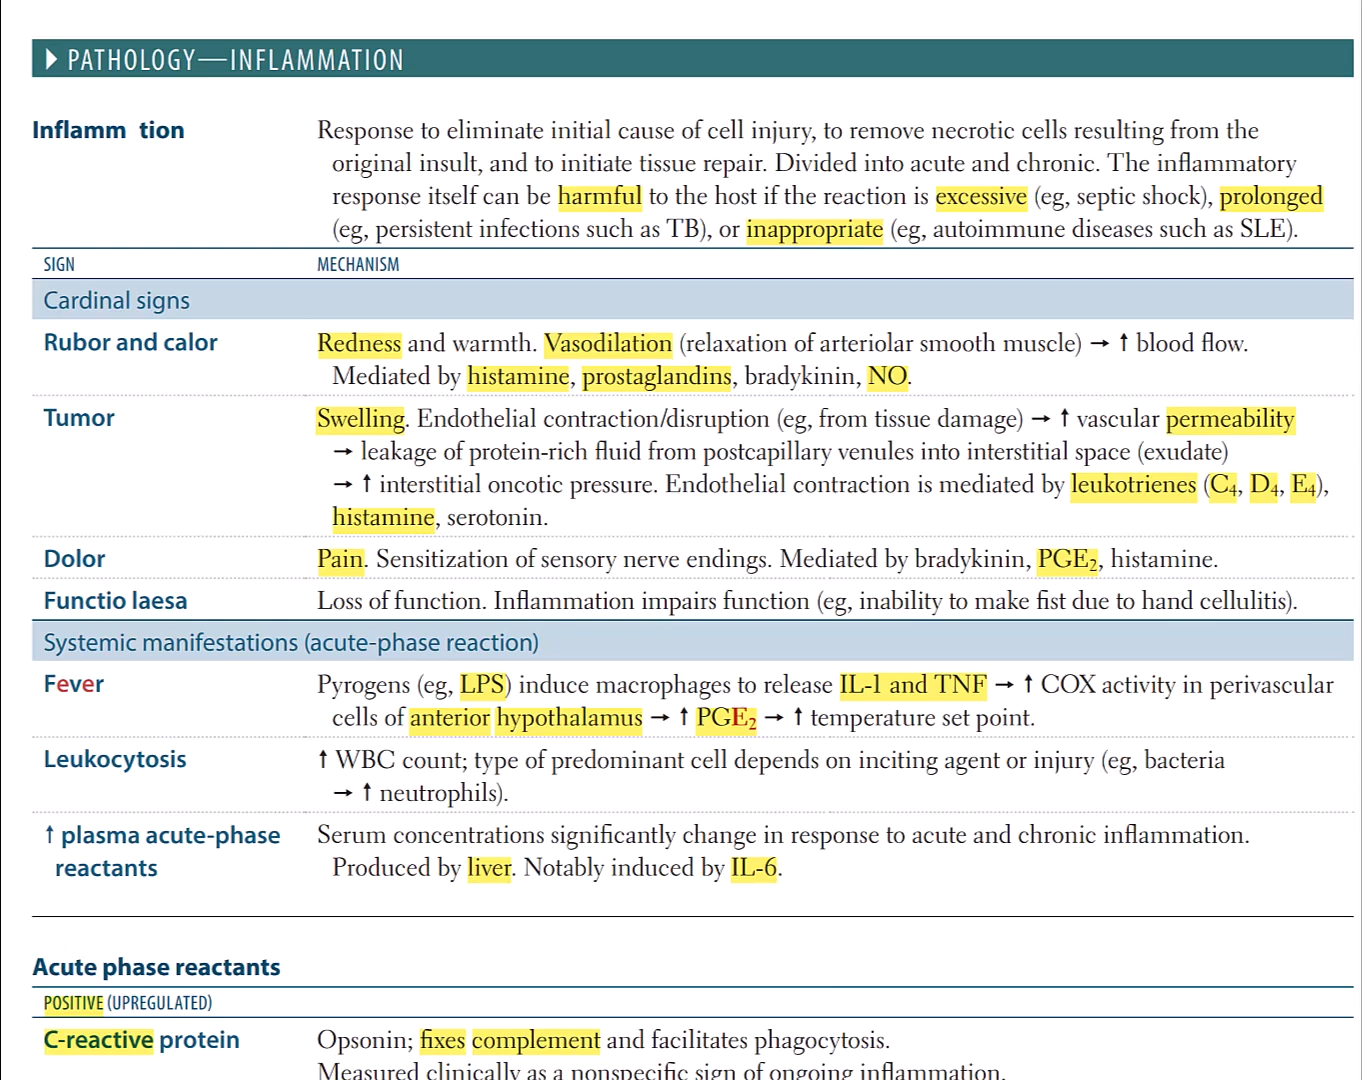 PATHOLOGY—INFLAMMATION
Inflamm tion
Response to eliminate initial cause of cell injury, to remove necrotic cells resulting from the
original insult, and to initiate tissue repair. Divided into acute and chronic. The inflammatory
response itself can be harmful to the host if the reaction is excessive (eg, septic shock), prolonged
(eg, persistent infections such as TB), or inappropriate (eg, autoimmune diseases such as SLE).
SIGN MECHANISM
Cardinal signs
Rubor and calor
Redness and warmth. Vasodilation (relaxation of arteriolar smooth muscle) → ↑ blood flow.
Mediated by histamine, prostaglandins, bradykinin, NO.
Tumor
Swelling. Endothelial contraction/disruption (eg, from tissue damage) → ↑ vascular permeability
→ leakage of protein-rich fluid from postcapillary venules into interstitial space (exudate)
→ ↑ interstitial oncotic pressure. Endothelial contraction is mediated by leukotrienes (C₄, D₄, E₄),
histamine, serotonin.
Dolor
Pain. Sensitization of sensory nerve endings. Mediated by bradykinin, PGE₂, histamine.
Functio laesa
Loss of function. Inflammation impairs function (eg, inability to make fist due to hand cellulitis).
Systemic manifestations (acute-phase reaction)
Fever
Pyrogens (eg, LPS) induce macrophages to release IL-1 and TNF → ↑ COX activity in perivascular
cells of anterior hypothalamus → ↑ PGE₂ → ↑ temperature set point.
Leukocytosis
↑ WBC count; type of predominant cell depends on inciting agent or injury (eg, bacteria
→ ↑ neutrophils).
↑ plasma acute-phase
reactants
Serum concentrations significantly change in response to acute and chronic inflammation.
Produced by liver. Notably induced by IL-6.
Acute phase reactants
POSITIVE (UPREGULATED)
C-reactive protein
Opsonin; fixes complement and facilitates phagocytosis.
Measured clinically as a nonspecific sign of ongoing inflammation.